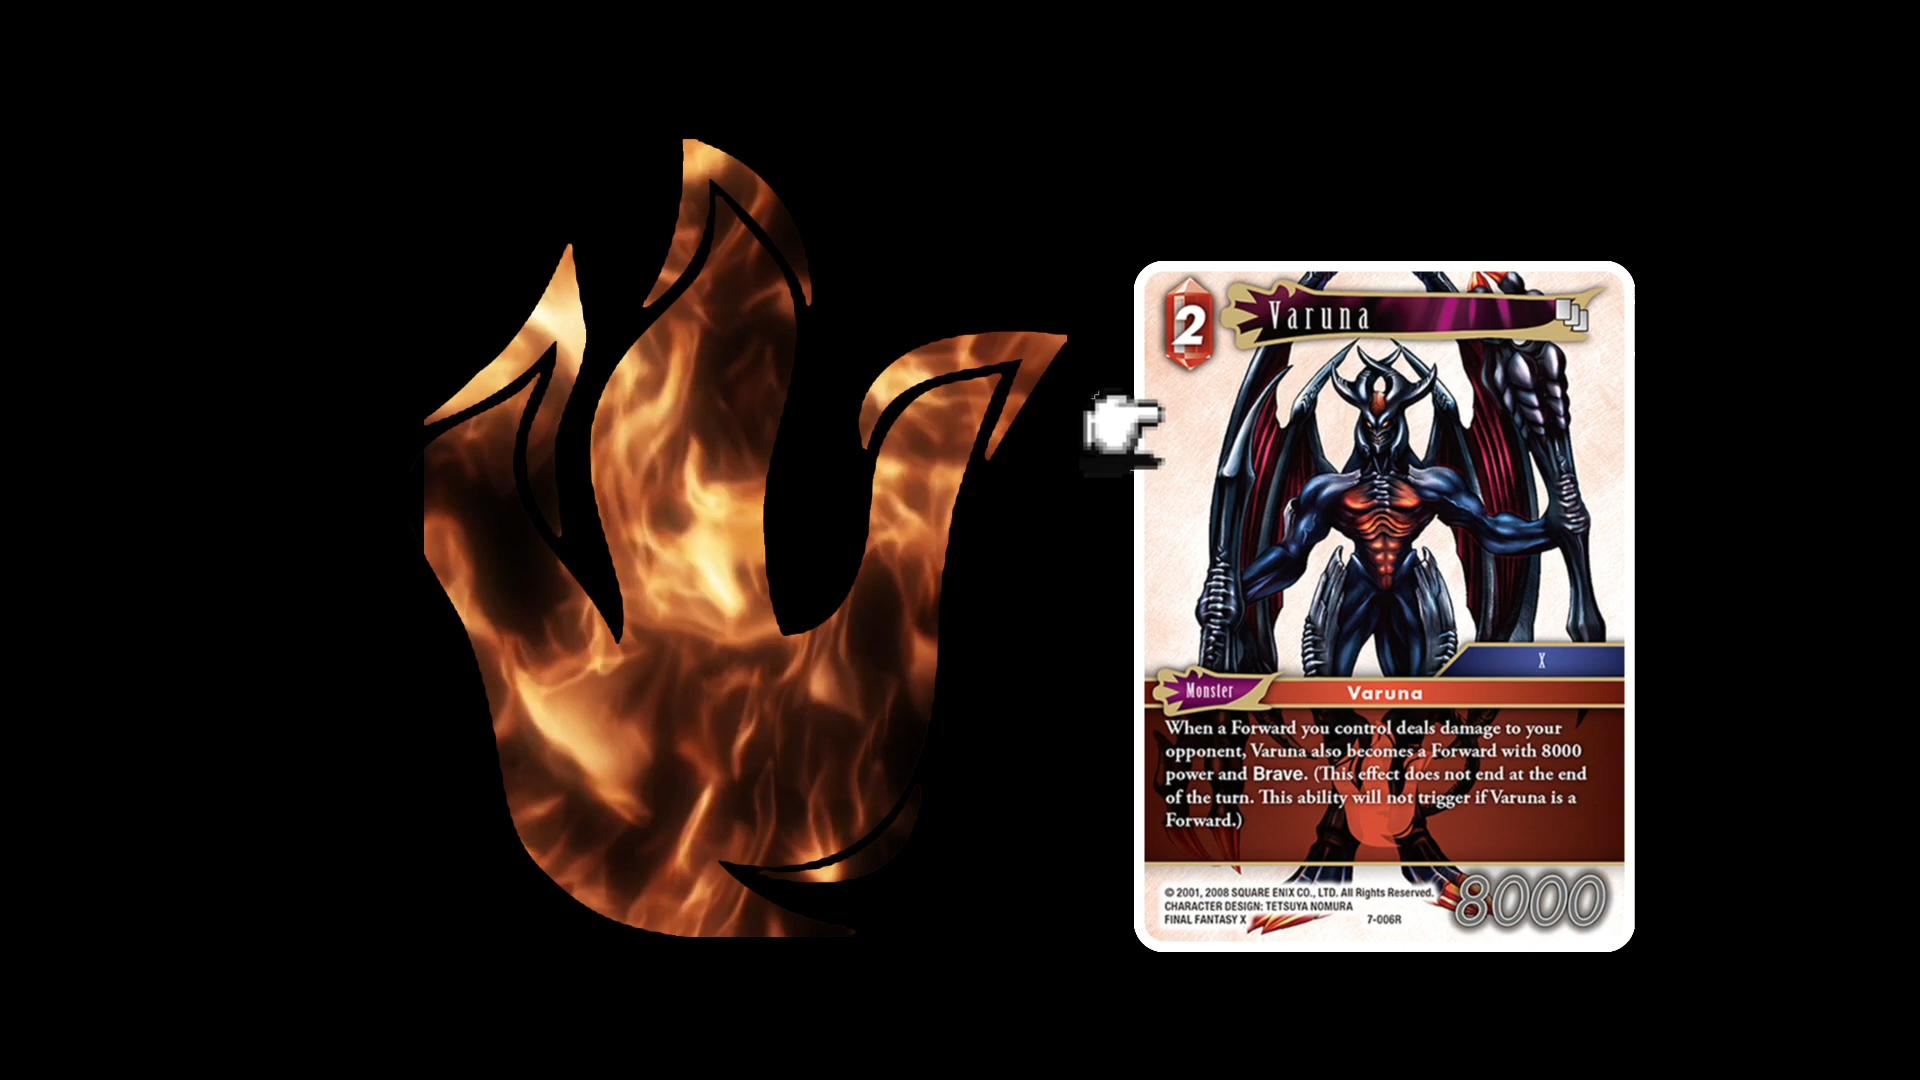 2
Varuna
X
Monster
Varuna
When a Forward you control deals damage to your
opponent, Varuna also becomes a Forward with 8000
power and Brave. (This effect does not end at the end
of the turn. This ability will not trigger if Varuna is a
Forward.)
© 2001, 2008 SQUARE ENIX CO., LTD. All Rights Reserved.
CHARACTER DESIGN: TETSUYA NOMURA
FINAL FANTASY X
7-006R
8000